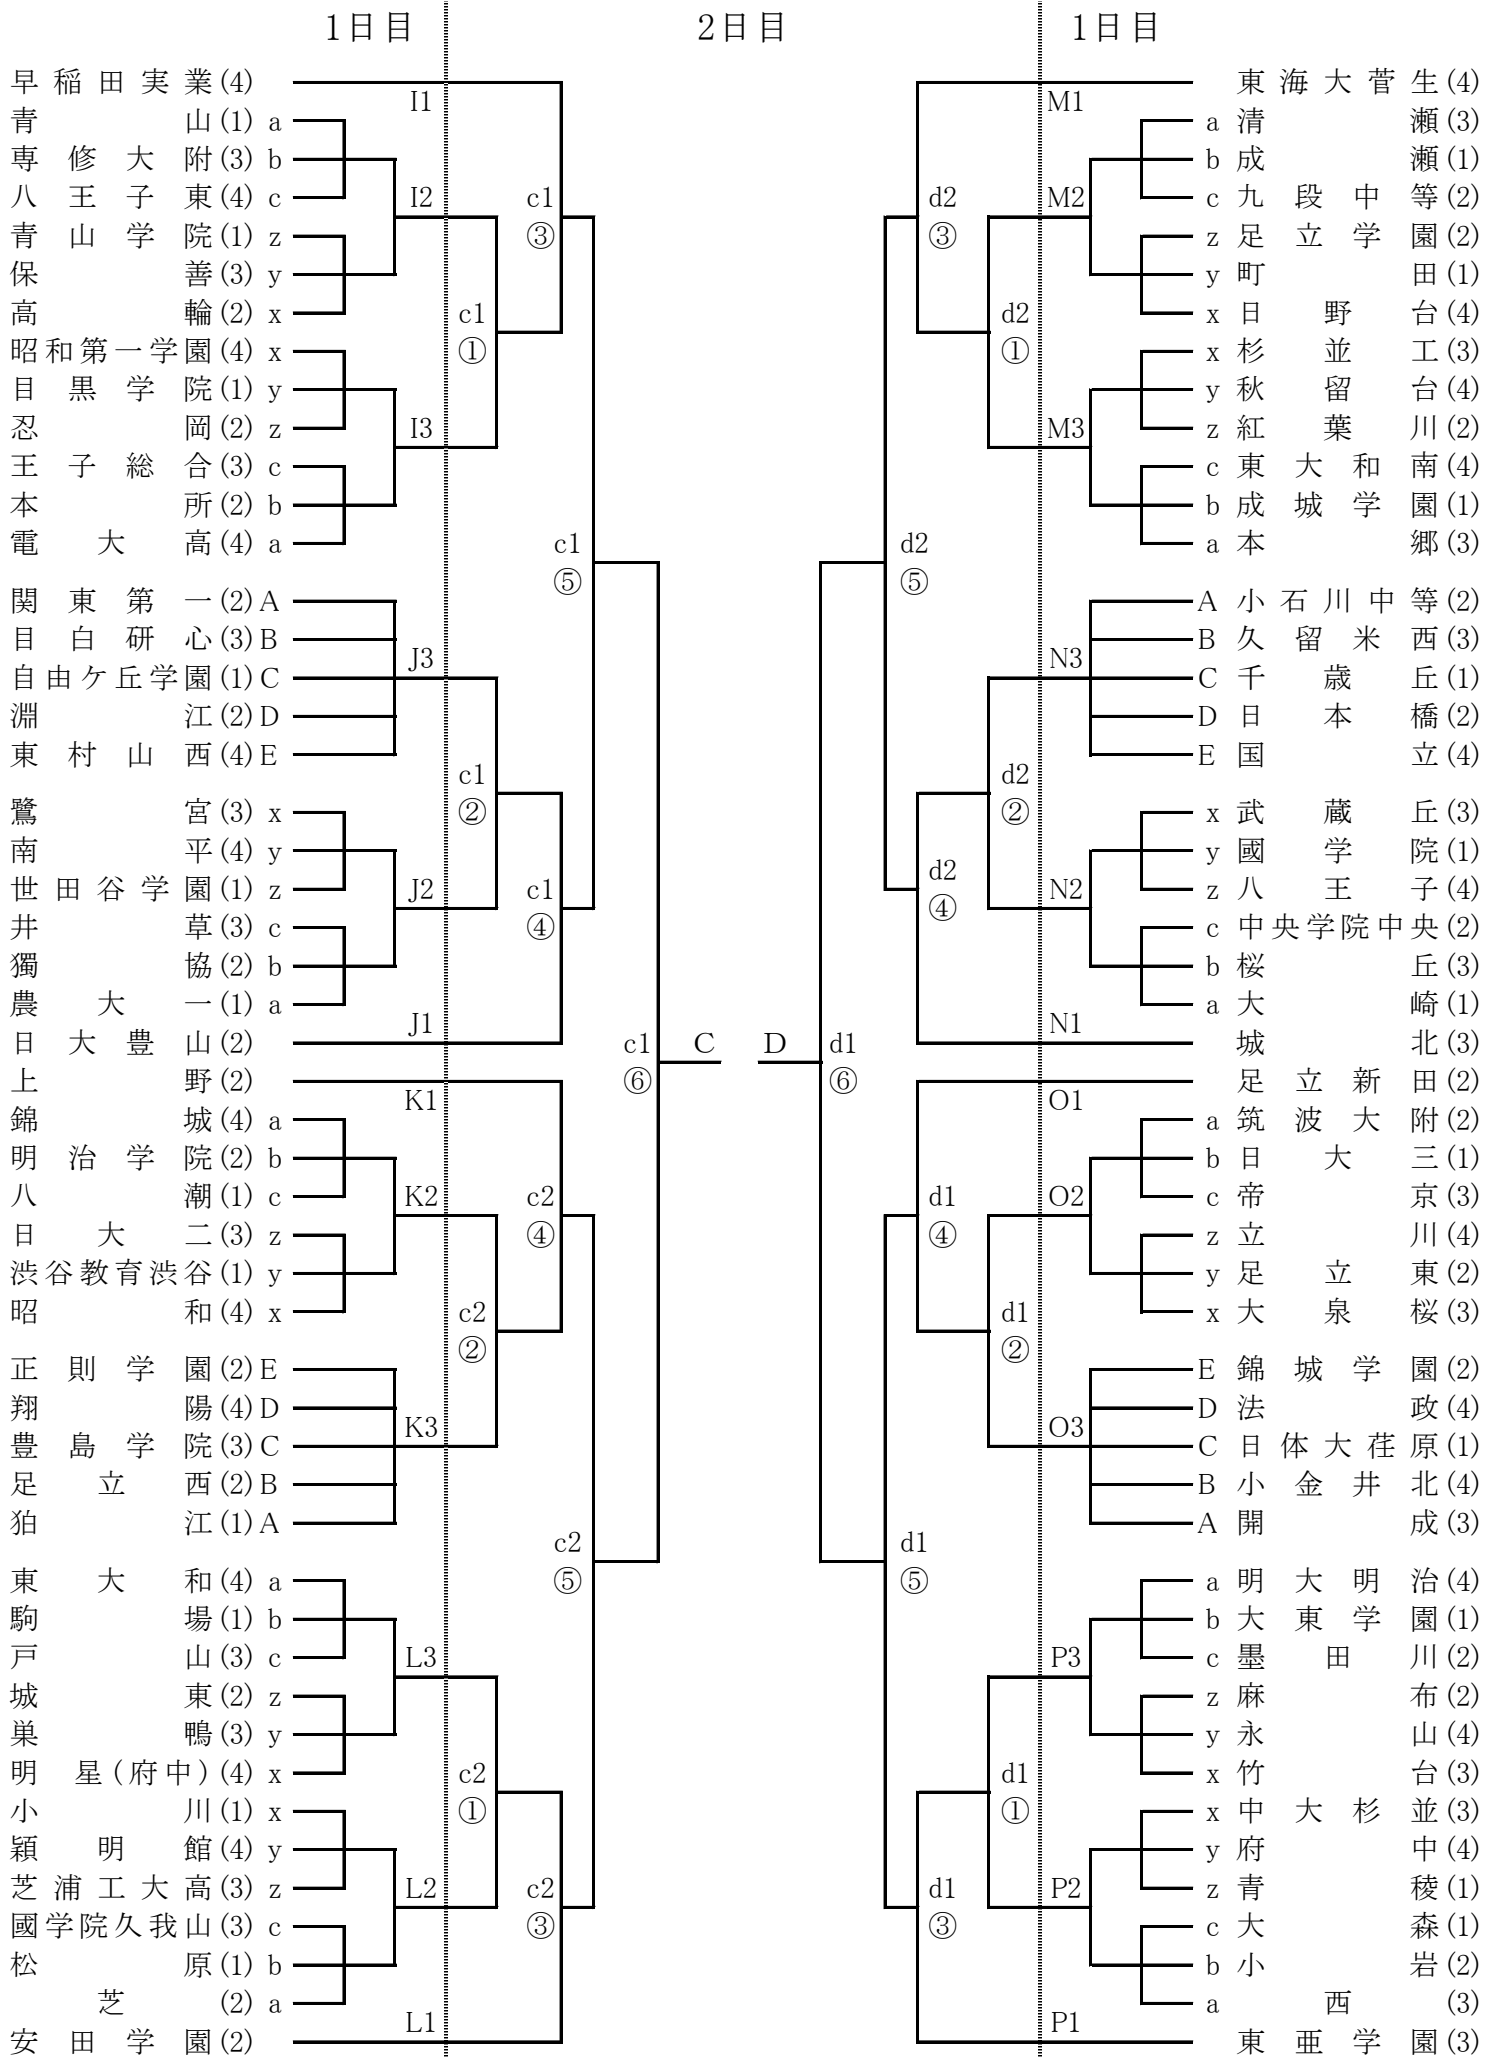 1日目 2日目 1日目
早稲田実業(4)
I1
青山(1) a
専修大附(3) b
八王子東(4) c
I2
青山学院(1) z
保善(3) y
高輪(2) x
昭和第一学園(4) x
目黒学院(1) y
忍岡(2) z
I3
王子総合(3) c
本所(2) b
電大高(4) a
関東第一(2) A
目白研心(3) B
J3
自由ケ丘学園(1) C
淵江(2) D
東村山西(4) E
鷺宮(3) x
南平(4) y
世田谷学園(1) z
J2
井草(3) c
獨協(2) b
農大一(1) a
J1
日大豊山(2)
上野(2)
K1
錦城(4) a
明治学院(2) b
八潮(1) c
K2
日大二(3) z
渋谷教育渋谷(1) y
昭和(4) x
正則学園(2) E
翔陽(4) D
K3
豊島学院(3) C
足立西(2) B
狛江(1) A
東大和(4) a
駒場(1) b
戸山(3) c
L3
城東(2) z
巣鴨(3) y
明星(府中)(4) x
小川(1) x
穎明館(4) y
芝浦工大高(3) z
L2
國学院久我山(3) c
松原(1) b
芝(2) a
L1
安田学園(2)
c1
③
c1
①
c1
⑤
c1
②
c1
④
c1
⑥
C
c2
④
c2
②
c2
⑤
c2
①
c2
③
d2
③
d2
①
d2
⑤
d2
②
d2
④
D
d1
⑥
d1
④
d1
②
d1
⑤
d1
①
d1
③
東海大菅生(4)
M1
a 清瀬(3)
b 成瀬(1)
c 九段中等(2)
M2
z 足立学園(2)
y 町田(1)
x 日野台(4)
x 杉並工(3)
y 秋留台(4)
z 紅葉川(2)
M3
c 東大和南(4)
b 成城学園(1)
a 本郷(3)
A 小石川中等(2)
B 久留米西(3)
N3
C 千歳丘(1)
D 日本橋(2)
E 国立(4)
x 武蔵丘(3)
y 國学院(1)
z 八王子(4)
N2
c 中央学院中央(2)
b 桜丘(3)
a 大崎(1)
N1
城北(3)
足立新田(2)
O1
a 筑波大附(2)
b 日大三(1)
c 帝京(3)
O2
z 立川(4)
y 足立東(2)
x 大泉桜(3)
E 錦城学園(2)
D 法政(4)
O3
C 日体大荏原(1)
B 小金井北(4)
A 開成(3)
a 明大明治(4)
b 大東学園(1)
c 墨田川(2)
P3
z 麻布(2)
y 永山(4)
x 竹台(3)
x 中大杉並(3)
y 府中(4)
z 青稜(1)
P2
c 大森(1)
b 小岩(2)
a 西(3)
P1
東亜学園(3)